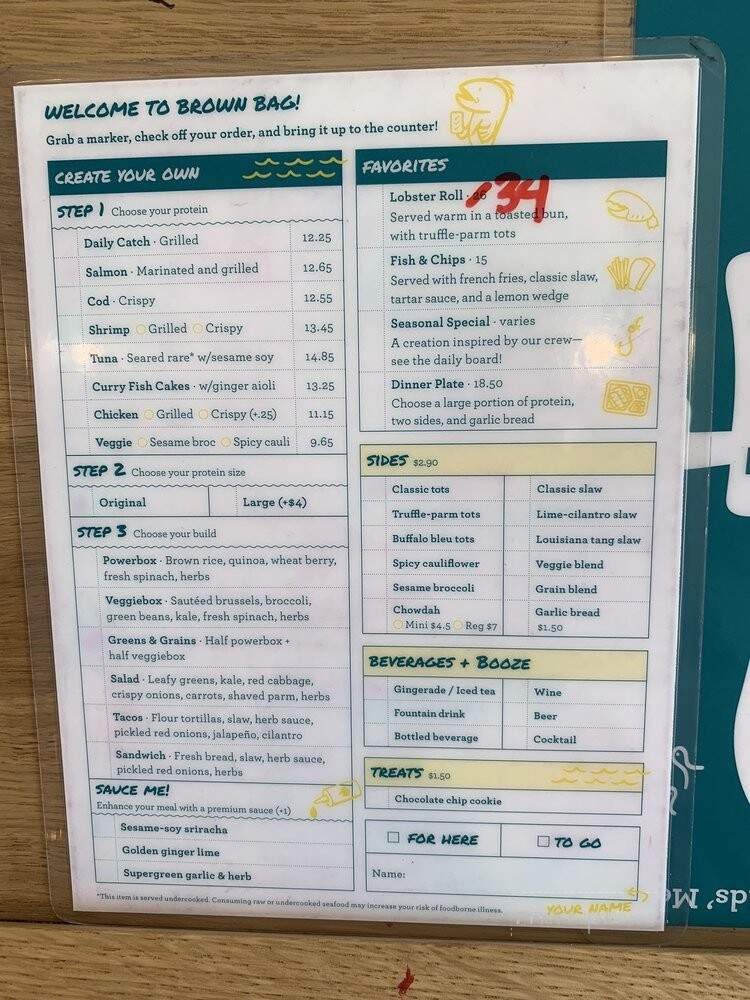 WELCOME TO BROWN BAG!
Grab a marker, check off your order, and bring it up to the counter!
CREATE YOUR OWN
STEP 1 Choose your protein
Daily Catch · Grilled 12.25
Salmon · Marinated and grilled 12.65
Cod · Crispy 12.55
Shrimp Grilled Crispy 13.45
Tuna · Seared rare* w/sesame soy 14.85
Curry Fish Cakes · w/ginger aioli 13.25
Chicken Grilled Crispy (+.25) 11.15
Veggie Sesame broc Spicy cauli 9.65
STEP 2 Choose your protein size
Original Large (+$4)
STEP 3 Choose your build
Powerbox · Brown rice, quinoa, wheat berry,
fresh spinach, herbs
Veggiebox · Sautéed brussels, broccoli,
green beans, kale, fresh spinach, herbs
Greens & Grains · Half powerbox +
half veggiebox
Salad · Leafy greens, kale, red cabbage,
crispy onions, carrots, shaved parm, herbs
Tacos · Flour tortillas, slaw, herb sauce,
pickled red onions, jalapeño, cilantro
Sandwich · Fresh bread, slaw, herb sauce,
pickled red onions, herbs
SAUCE ME!
Enhance your meal with a premium sauce (+1)
Sesame-soy sriracha
Golden ginger lime
Supergreen garlic & herb
*This item is served undercooked. Consuming raw or undercooked seafood may increase your risk of foodborne illness.
FAVORITES
Lobster Roll · 26 34
Served warm in a toasted bun,
with truffle-parm tots
Fish & Chips · 15
Served with french fries, classic slaw,
tartar sauce, and a lemon wedge
Seasonal Special · varies
A creation inspired by our crew—
see the daily board!
Dinner Plate · 18.50
Choose a large portion of protein,
two sides, and garlic bread
SIDES $2.90
Classic tots Classic slaw
Truffle-parm tots Lime-cilantro slaw
Buffalo bleu tots Louisiana tang slaw
Spicy cauliflower Veggie blend
Sesame broccoli Grain blend
Chowdah Garlic bread
Mini $4.5 Reg $7 $1.50
BEVERAGES + BOOZE
Gingerade / Iced tea Wine
Fountain drink Beer
Bottled beverage Cocktail
TREATS $1.50
Chocolate chip cookie
FOR HERE TO GO
Name:
YOUR NAME